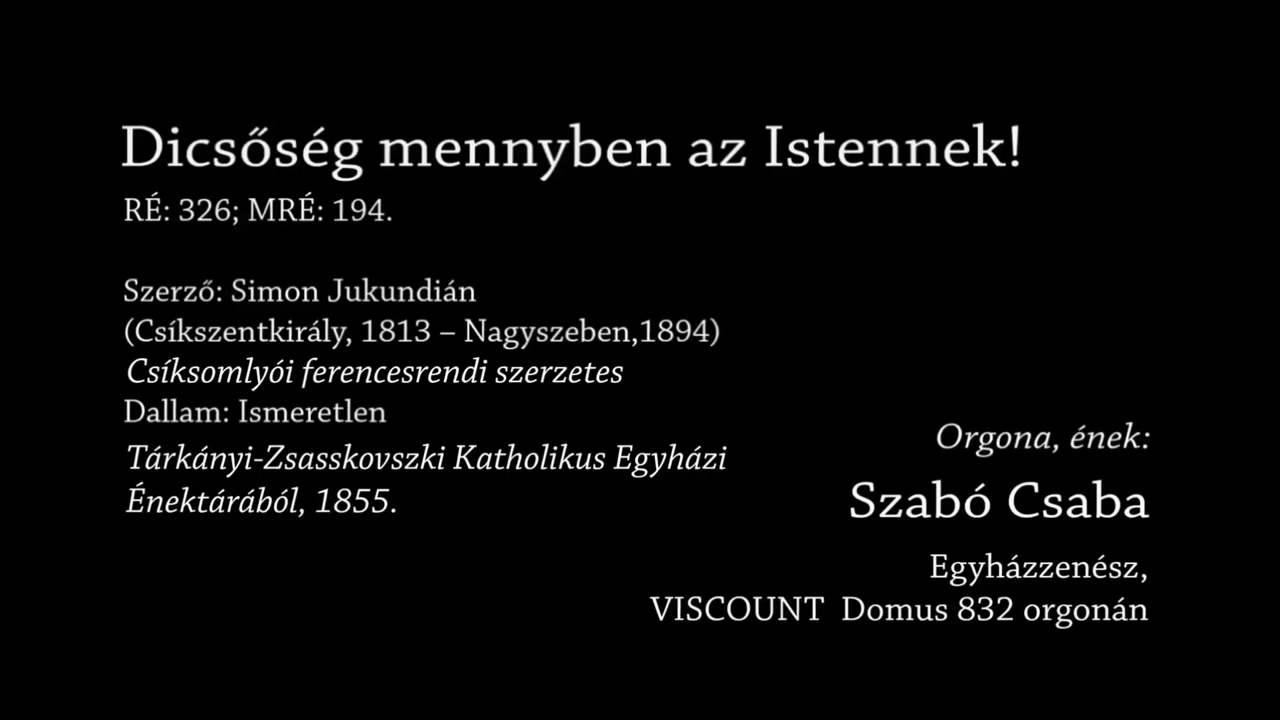 Dicsőség mennyben az Istennek!
RÉ: 326; MRÉ: 194.
Szerző: Simon Jukundián
(Csíkszentkirály, 1813 – Nagyszeben,1894)
Csíksomlyói ferencesrendi szerzetes
Dallam: Ismeretlen
Tárkányi-Zsasskovszki Katholikus Egyházi
Énektárából, 1855.
Orgona, ének:
Szabó Csaba
Egyházzenész,
VISCOUNT Domus 832 orgonán